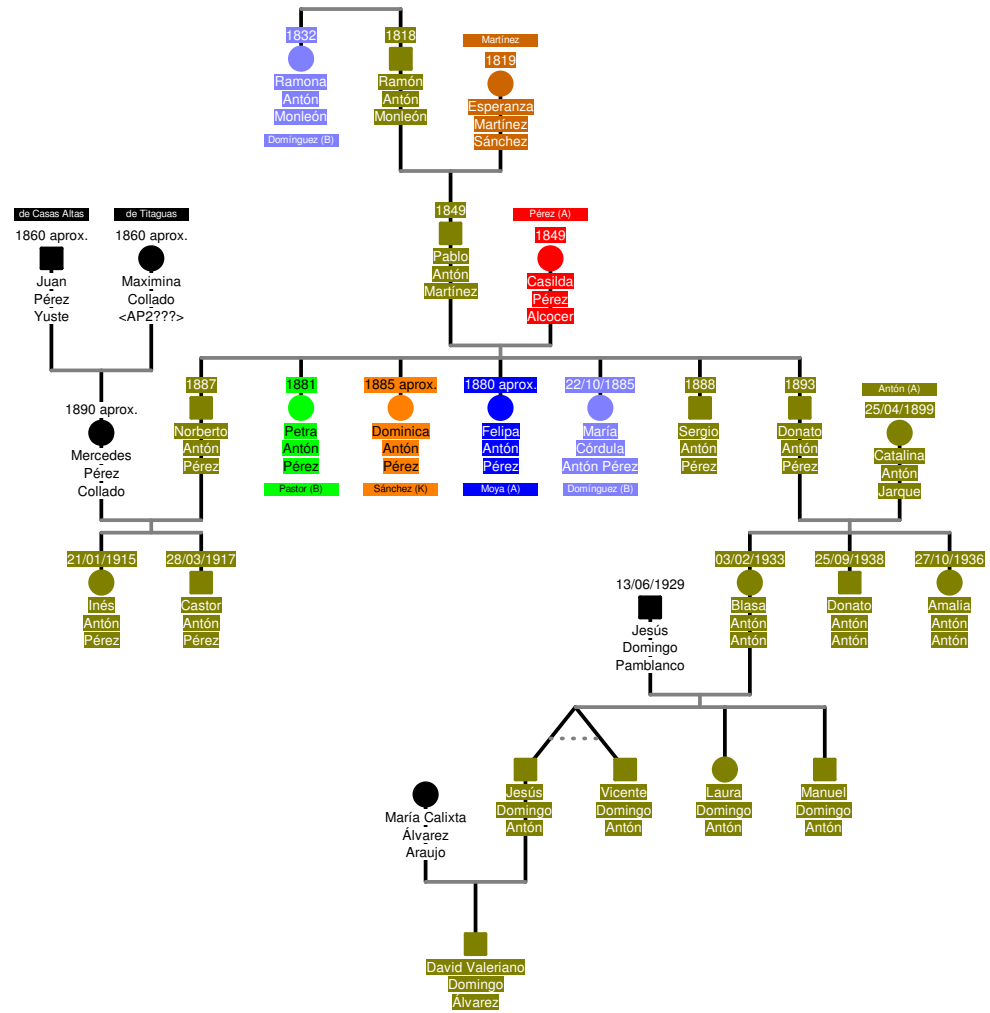 1832
Ramona
Antón
Monleón
Domínguez (B)
1818
Ramón
Antón
Monleón
Martínez
1819
Esperanza
Martínez
Sánchez
de Casas Altas
1860 aprox.
Juan
Pérez
Yuste
de Titaguas
1860 aprox.
Maximina
Collado
<AP2???>
1849
Pablo
Antón
Martínez
Pérez (A)
1849
Casilda
Pérez
Alcocer
1890 aprox.
Mercedes
Pérez
Collado
1887
Norberto
Antón
Pérez
1881
Petra
Antón
Pérez
Pastor (B)
1885 aprox.
Dominica
Antón
Pérez
Sánchez (K)
1880 aprox.
Felipa
Antón
Pérez
Moya (A)
22/10/1885
María
Córdula
Antón Pérez
Domínguez (B)
1888
Sergio
Antón
Pérez
1893
Donato
Antón
Pérez
Antón (A)
25/04/1899
Catalina
Antón
Jarque
21/01/1915
Inés
Antón
Pérez
28/03/1917
Castor
Antón
Pérez
13/06/1929
Jesús
Domingo
Pamblanco
03/02/1933
Blasa
Antón
Antón
25/09/1938
Donato
Antón
Antón
27/10/1936
Amalia
Antón
Antón
María Calixta
Álvarez
Araujo
Jesús
Domingo
Antón
Vicente
Domingo
Antón
Laura
Domingo
Antón
Manuel
Domingo
Antón
David Valeriano
Domingo
Álvarez